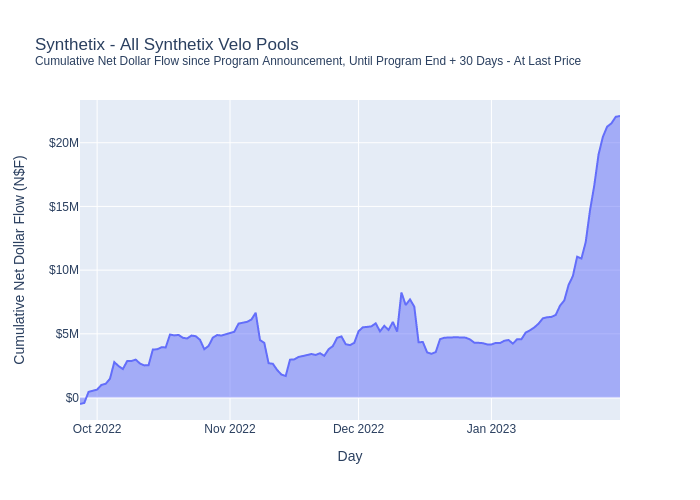 Synthetix - All Synthetix Velo Pools
Cumulative Net Dollar Flow since Program Announcement, Until Program End + 30 Days - At Last Price
Cumulative Net Dollar Flow (N$F)
$20M
$15M
$10M
$5M
$0
Oct 2022
Nov 2022
Dec 2022
Jan 2023
Day